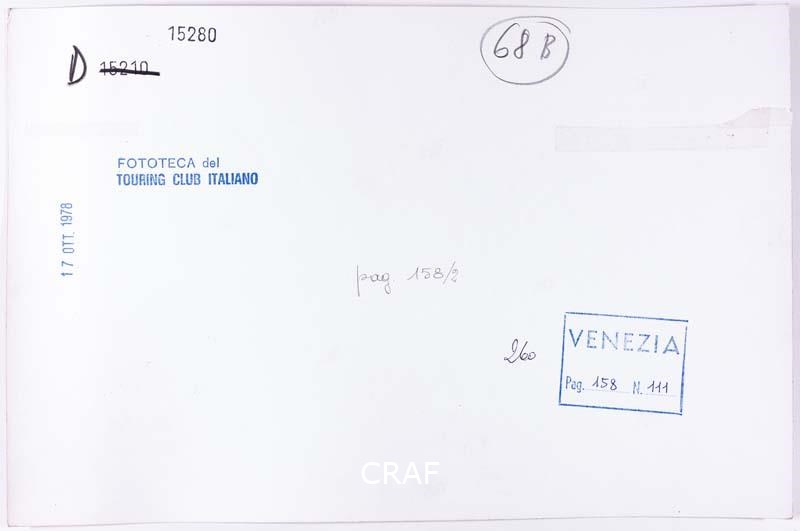 15280
68 B
D 15210
FOTOTECA del
TOURING CLUB ITALIANO
17 OTT. 1978
pag. 158/2
260
VENEZIA
Pag. 158 N. 111
CRAF